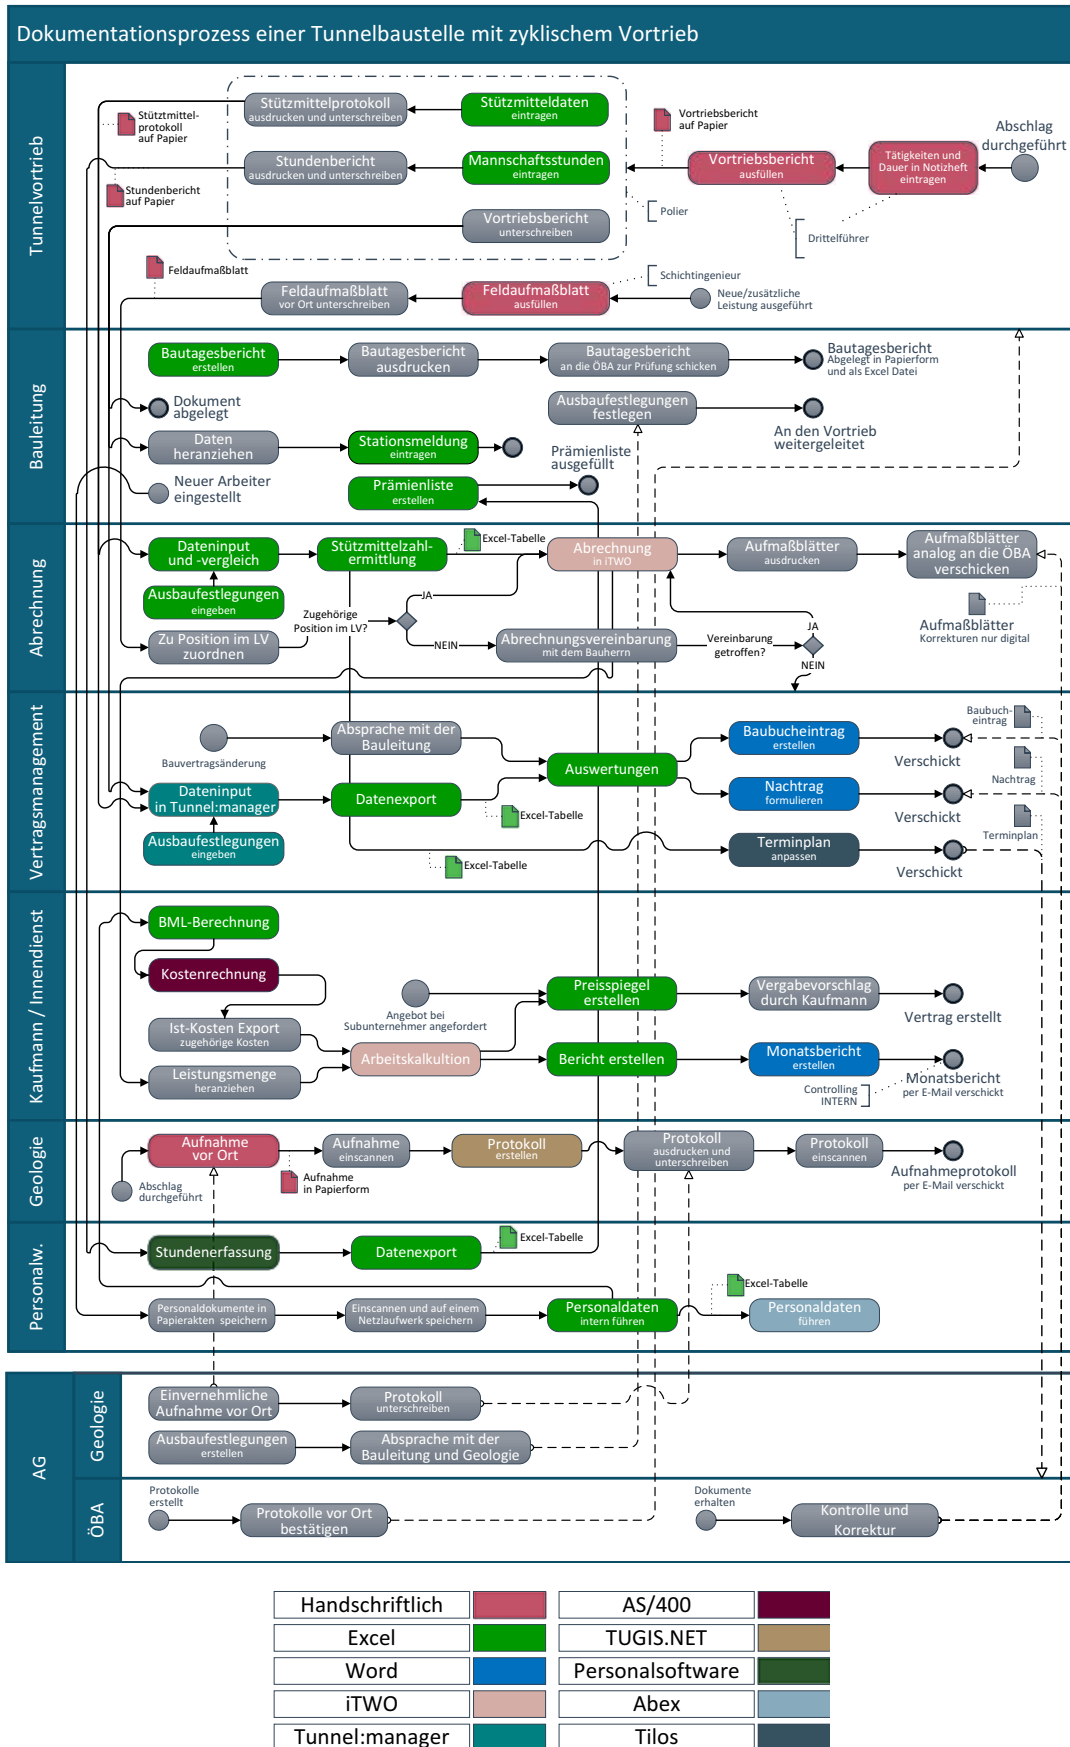 Dokumentationsprozess einer Tunnelbaustelle mit zyklischem Vortrieb
Tunnelvortrieb
Stützmittelprotokoll
ausdrucken und unterschreiben
Stützmitteldaten
eintragen
Stütztmittel-
protokoll
auf Papier
Vortriebsbericht
auf Papier
Abschlag
durchgeführt
Stundenbericht
ausdrucken und unterschreiben
Mannschaftsstunden
eintragen
Vortriebsbericht
ausfüllen
Tätigkeiten und
Dauer in Notizheft
eintragen
Stundenbericht
auf Papier
Polier
Vortriebsbericht
unterschreiben
Drittelführer
Feldaufmaßblatt
Schichtingenieur
Feldaufmaßblatt
vor Ort unterschreiben
Feldaufmaßblatt
ausfüllen
Neue/zusätzliche
Leistung ausgeführt
Bauleitung
Bautagesbericht
erstellen
Bautagesbericht
ausdrucken
Bautagesbericht
an die ÖBA zur Prüfung schicken
Bautagesbericht
Abgelegt in Papierform
und als Excel Datei
Dokument
abgelegt
Ausbaufestlegungen
festlegen
An den Vortrieb
weitergeleitet
Daten
heranziehen
Stationsmeldung
eintragen
Prämienliste
ausgefüllt
Neuer Arbeiter
eingestellt
Prämienliste
erstellen
Abrechnung
Dateninput
und -vergleich
Stützmittelzahl-
ermittlung
Excel-Tabelle
Abrechnung
in iTWO
Aufmaßblätter
ausdrucken
Aufmaßblätter
analog an die ÖBA
verschicken
Ausbaufestlegungen
eingeben
Zugehörige
Position im LV?
JA
NEIN
Zu Position im LV
zuordnen
Abrechnungsvereinbarung
mit dem Bauherrn
Vereinbarung
getroffen?
JA
NEIN
Aufmaßblätter
Korrekturen nur digital
Vertragsmanagement
Bauvertragsänderung
Absprache mit der
Bauleitung
Auswertungen
Baubucheintrag
erstellen
Verschickt
Baubuch-
eintrag
Dateninput
in Tunnel:manager
Datenexport
Excel-Tabelle
Nachtrag
formulieren
Verschickt
Nachtrag
Ausbaufestlegungen
eingeben
Excel-Tabelle
Terminplan
anpassen
Verschickt
Terminplan
Kaufmann / Innendienst
BML-Berechnung
Kostenrechnung
Angebot bei
Subunternehmer angefordert
Preisspiegel
erstellen
Vergabevorschlag
durch Kaufmann
Vertrag erstellt
Ist-Kosten Export
zugehörige Kosten
Arbeitskalkultion
Bericht erstellen
Monatsbericht
erstellen
Leistungsmenge
heranziehen
Controlling
INTERN
Monatsbericht
per E-Mail verschickt
Geologie
Abschlag
durchgeführt
Aufnahme
vor Ort
Aufnahme
in Papierform
Aufnahme
einscannen
Protokoll
erstellen
Protokoll
ausdrucken und
unterschreiben
Protokoll
einscannen
Aufnahmeprotokoll
per E-Mail verschickt
Personalw.
Stundenerfassung
Datenexport
Excel-Tabelle
Personaldokumente in
Papierakten speichern
Einscannen und auf einem
Netzlaufwerk speichern
Personaldaten
intern führen
Excel-Tabelle
Personaldaten
führen
AG
Geologie
Einvernehmliche
Aufnahme vor Ort
Protokoll
unterschreiben
Ausbaufestlegungen
erstellen
Absprache mit der
Bauleitung und Geologie
ÖBA
Protokolle
erstellt
Protokolle vor Ort
bestätigen
Dokumente
erhalten
Kontrolle und
Korrektur
Handschriftlich
AS/400
Excel
TUGIS.NET
Word
Personalsoftware
iTWO
Abex
Tunnel:manager
Tilos